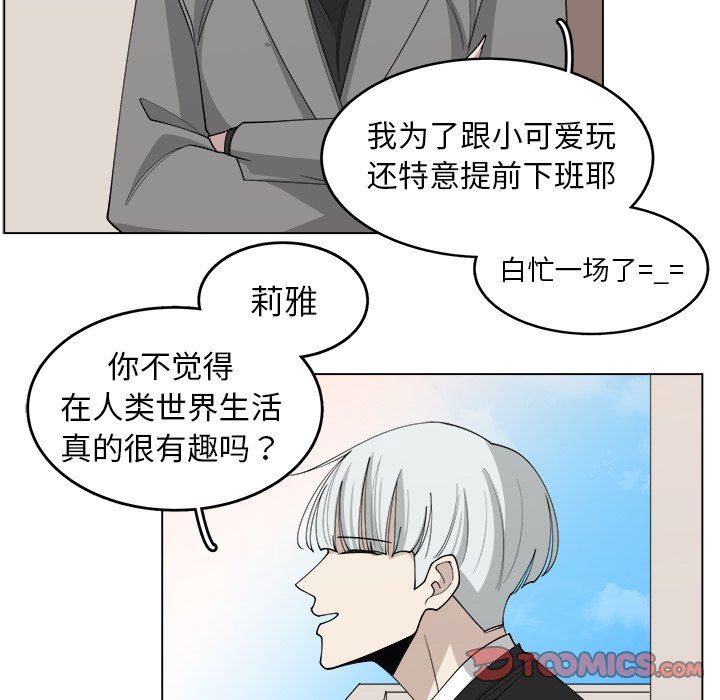 我为了跟小可爱玩
还特意提前下班耶
白忙一场了=_=
莉雅
你不觉得
在人类世界生活
真的很有趣吗？
TOOMICS.COM